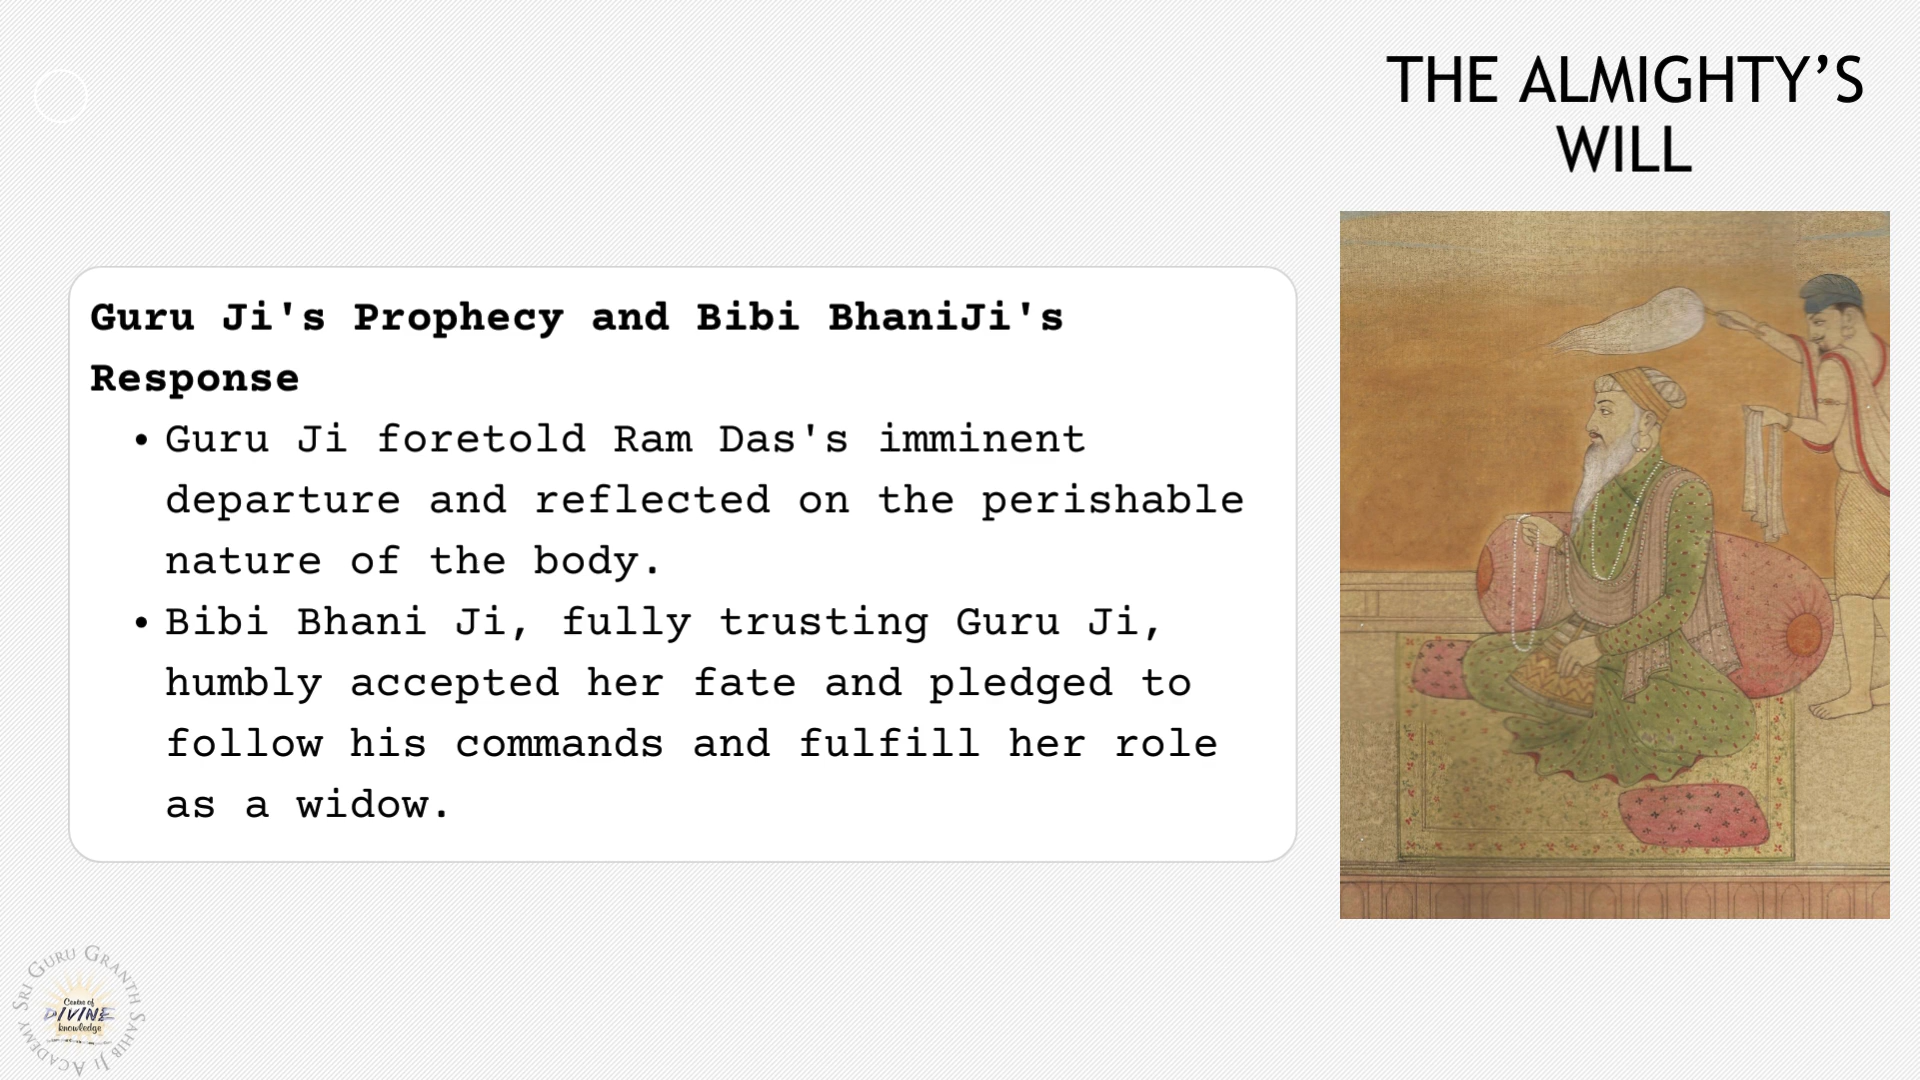 THE ALMIGHTY’S
WILL
Guru Ji's Prophecy and Bibi BhaniJi's
Response
• Guru Ji foretold Ram Das's imminent
departure and reflected on the perishable
nature of the body.
• Bibi Bhani Ji, fully trusting Guru Ji,
humbly accepted her fate and pledged to
follow his commands and fulfill her role
as a widow.
SRI GURU GRANTH SAHIB JI ACADEMY
Centre of
DIVINE
knowledge